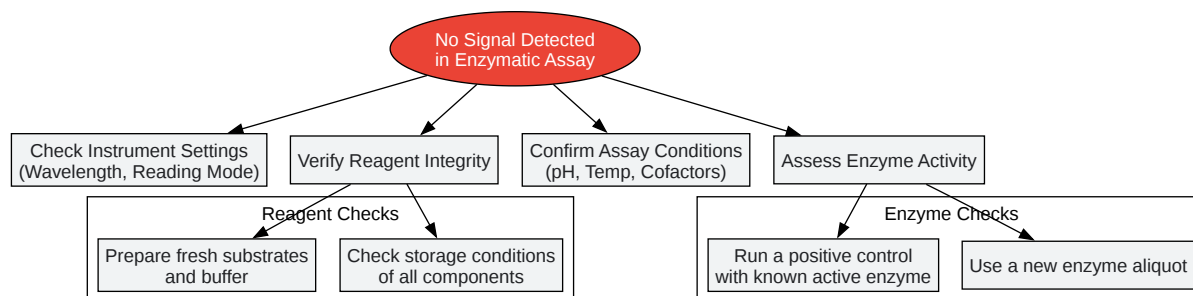 No Signal Detected
in Enzymatic Assay
Check Instrument Settings
(Wavelength, Reading Mode)
Verify Reagent Integrity
Confirm Assay Conditions
(pH, Temp, Cofactors)
Assess Enzyme Activity
Reagent Checks
Prepare fresh substrates
and buffer
Check storage conditions
of all components
Enzyme Checks
Run a positive control
with known active enzyme
Use a new enzyme aliquot